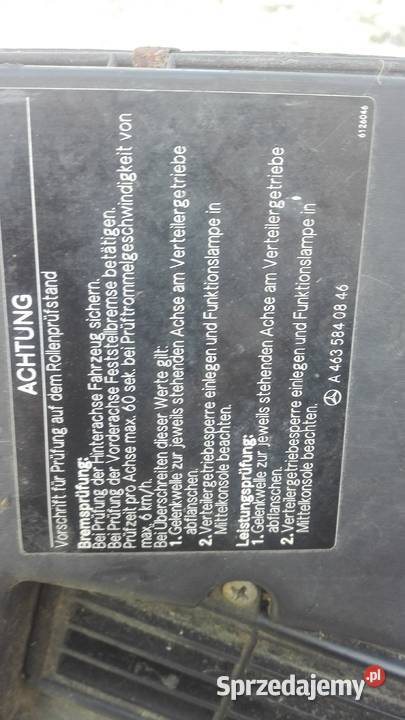 ACHTUNG
Vorschrift für Prüfung auf dem Rollenprüfstand
Bremsprüfung:
Bei Prüfung der Hinterachse Fahrzeug sichern.
Bei Prüfung der Vorderachse Feststellbremse betätigen.
Prüfzeit pro Achse max. 60 sek. bei Prüftrommelgeschwindigkeit von
max. 6 km/h.
Bei Überschreiten dieser Werte gilt:
1. Gelenkwelle zur jeweils stehenden Achse am Verteilergetriebe
abflanschen.
2. Verteilergetriebesperre einlegen und Funktionslampe in
Mittelkonsole beachten.
Leistungsprüfung:
1. Gelenkwelle zur jeweils stehenden Achse am Verteilergetriebe
abflanschen.
2. Verteilergetriebesperre einlegen und Funktionslampe in
Mittelkonsole beachten.
A 463 584 08 46
6126046
Sprzedajemy.pl